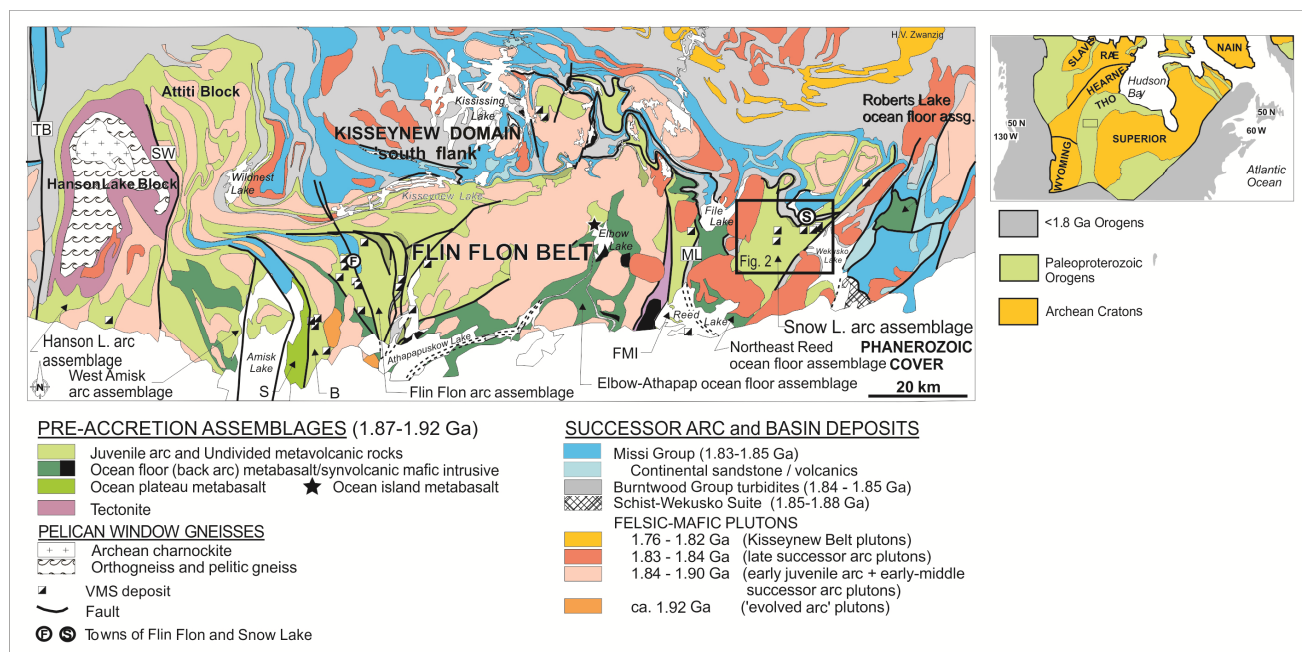 H.V. Zwanzig
Attiti Block
Kississing
Lake
KISSEYNEW DOMAIN
'south flank'
Roberts Lake
ocean floor assg.
TB
SW
Hanson Lake Block
Wildnest
Lake
Kisseynew Lake
FLIN FLON BELT
Elbow
Lake
File
Lake
S
F
ML
Fig. 2
Wekusko
Lake
Reed
Lake
Athapapuskow Lake
Amisk
Lake
N
Hanson L. arc
assemblage
West Amisk
arc assemblage
S
B
Flin Flon arc assemblage
FMI
Elbow-Athapap ocean floor assemblage
Northeast Reed
ocean floor assemblage
Snow L. arc assemblage
PHANEROZOIC
COVER
20 km
SLAVE
RÆ
HEARNE
THO
Hudson
Bay
NAIN
SUPERIOR
WYOMING
50 N
130 W
50 N
60 W
Atlantic
Ocean
<1.8 Ga Orogens
Paleoproterozoic
Orogens
Archean Cratons
PRE-ACCRETION ASSEMBLAGES (1.87-1.92 Ga)
Juvenile arc and Undivided metavolcanic rocks
Ocean floor (back arc) metabasalt/synvolcanic mafic intrusive
Ocean plateau metabasalt
Ocean island metabasalt
Tectonite
PELICAN WINDOW GNEISSES
Archean charnockite
Orthogneiss and pelitic gneiss
VMS deposit
Fault
F S Towns of Flin Flon and Snow Lake
SUCCESSOR ARC and BASIN DEPOSITS
Missi Group (1.83-1.85 Ga)
Continental sandstone / volcanics
Burntwood Group turbidites (1.84 - 1.85 Ga)
Schist-Wekusko Suite (1.85-1.88 Ga)
FELSIC-MAFIC PLUTONS
1.76 - 1.82 Ga (Kisseynew Belt plutons)
1.83 - 1.84 Ga (late successor arc plutons)
1.84 - 1.90 Ga (early juvenile arc + early-middle
successor arc plutons)
ca. 1.92 Ga ('evolved arc' plutons)